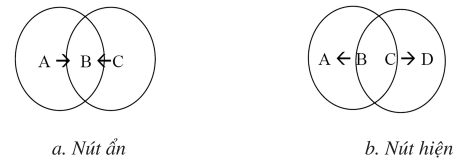 A → B ← C
A ← B C → D
a. Nút ẩn
b. Nút hiện